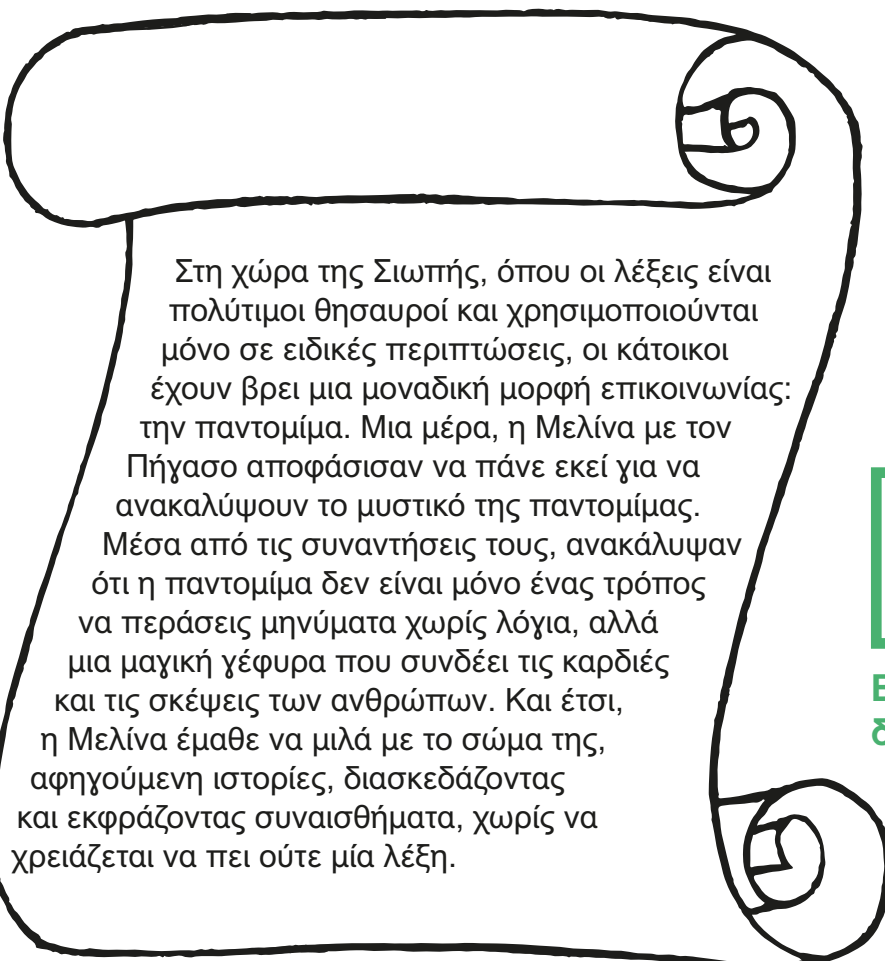 Στη χώρα της Σιωπής, όπου οι λέξεις είναι
πολύτιμοι θησαυροί και χρησιμοποιούνται
μόνο σε ειδικές περιπτώσεις, οι κάτοικοι
έχουν βρει μια μοναδική μορφή επικοινωνίας:
την παντομίμα. Μια μέρα, η Μελίνα με τον
Πήγασο αποφάσισαν να πάνε εκεί για να
ανακαλύψουν το μυστικό της παντομίμας.
Μέσα από τις συναντήσεις τους, ανακάλυψαν
ότι η παντομίμα δεν είναι μόνο ένας τρόπος
να περάσεις μηνύματα χωρίς λόγια, αλλά
μια μαγική γέφυρα που συνδέει τις καρδιές
και τις σκέψεις των ανθρώπων. Και έτσι,
η Μελίνα έμαθε να μιλά με το σώμα της,
αφηγούμενη ιστορίες, διασκεδάζοντας
και εκφράζοντας συναισθήματα, χωρίς να
χρειάζεται να πει ούτε μία λέξη.